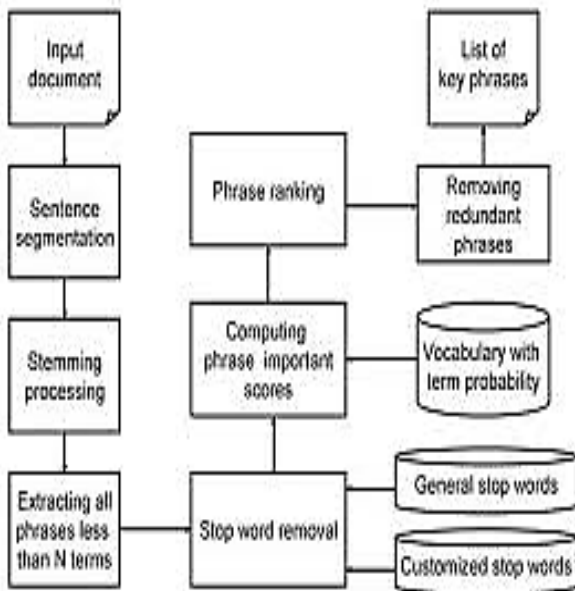 Input
document
Sentence
segmentation
Stemming
processing
Extracting all
phrases less
than N terms
Stop word removal
General stop words
Customized stop words
Computing
phrase important
scores
Vocabulary with
term probability
Phrase ranking
Removing
redundant
phrases
List of
key phrases